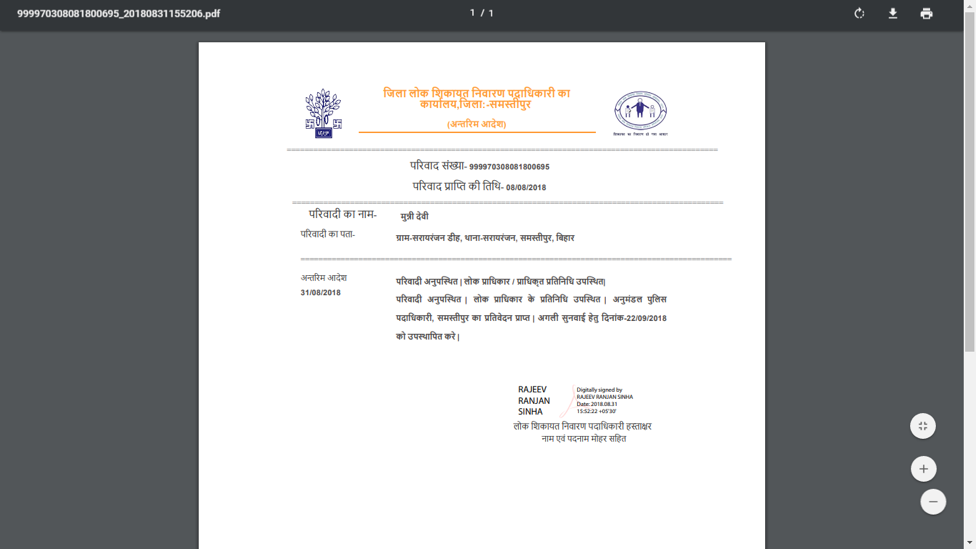 999970308081800695_20180831155206.pdf
1 / 1
जिला लोक शिकायत निवारण पदाधिकारी का
कार्यालय,जिला:-समस्तीपुर
(अन्तरिम आदेश)
परिवाद संख्या- 999970308081800695
परिवाद प्राप्ति की तिथि- 08/08/2018
परिवादी का नाम- मुन्नी देवी
परिवादी का पता- ग्राम-सरायरंजन डीह, थाना-सरायरंजन, समस्तीपुर, बिहार
अन्तरिम आदेश
31/08/2018
परिवादी अनुपस्थित | लोक प्राधिकार / प्राधिकृत प्रतिनिधि उपस्थित|
परिवादी अनुपस्थित | लोक प्राधिकार के प्रतिनिधि उपस्थित | अनुमंडल पुलिस
पदाधिकारी, समस्तीपुर का प्रतिवेदन प्राप्त | अगली सुनवाई हेतु दिनांक-22/09/2018
को उपस्थापित करे |
RAJEEV
RANJAN
SINHA
Digitally signed by
RAJEEV RANJAN SINHA
Date: 2018.08.31
15:52:22 +05'30'
लोक शिकायत निवारण पदाधिकारी हस्ताक्षर
नाम एवं पदनाम मोहर सहित